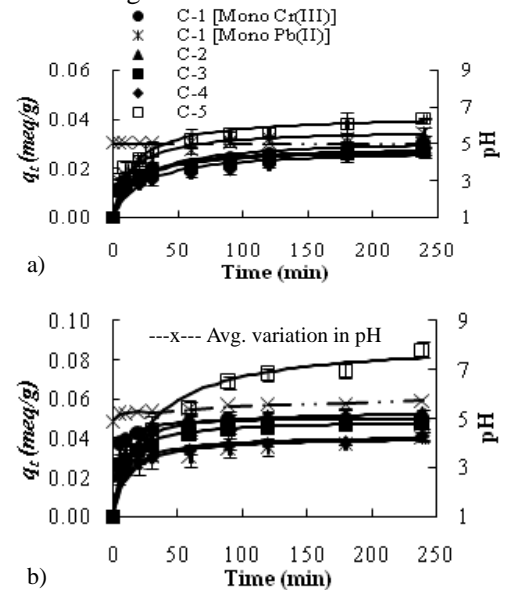 C-1 [Mono Cr(III)]
C-1 [Mono Pb(II)]
C-2
C-3
C-4
C-5
0.06
0.04
0.02
0.00
qt (meq/g)
9
7
5
3
1
pH
0 50 100 150 200 250
Time (min)
a)
---x--- Avg. variation in pH
0.10
0.08
0.06
0.04
0.02
0.00
qt (meq/g)
9
7
5
3
1
pH
0 50 100 150 200 250
Time (min)
b)